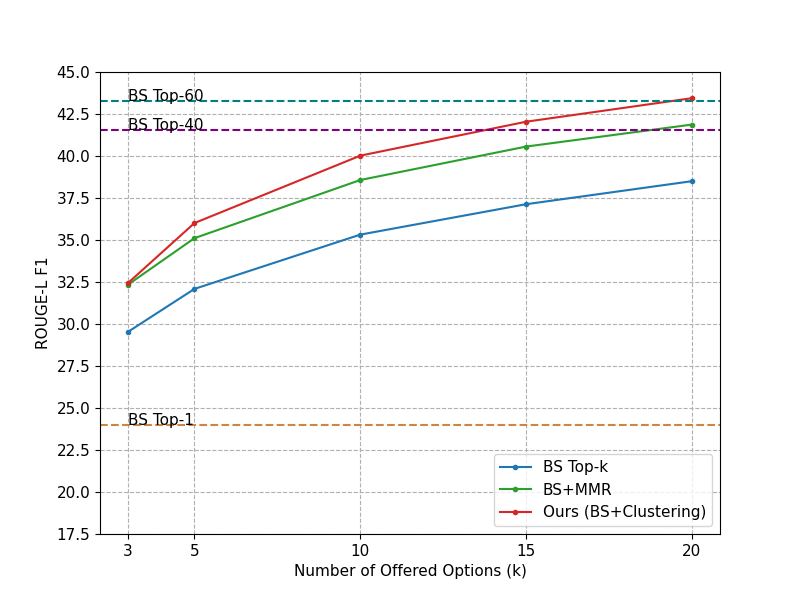 45.0
42.5
40.0
37.5
35.0
32.5
30.0
27.5
25.0
22.5
20.0
17.5
ROUGE-L F1
BS Top-60
BS Top-40
BS Top-1
BS Top-k
BS+MMR
Ours (BS+Clustering)
3 5 10 15 20
Number of Offered Options (k)